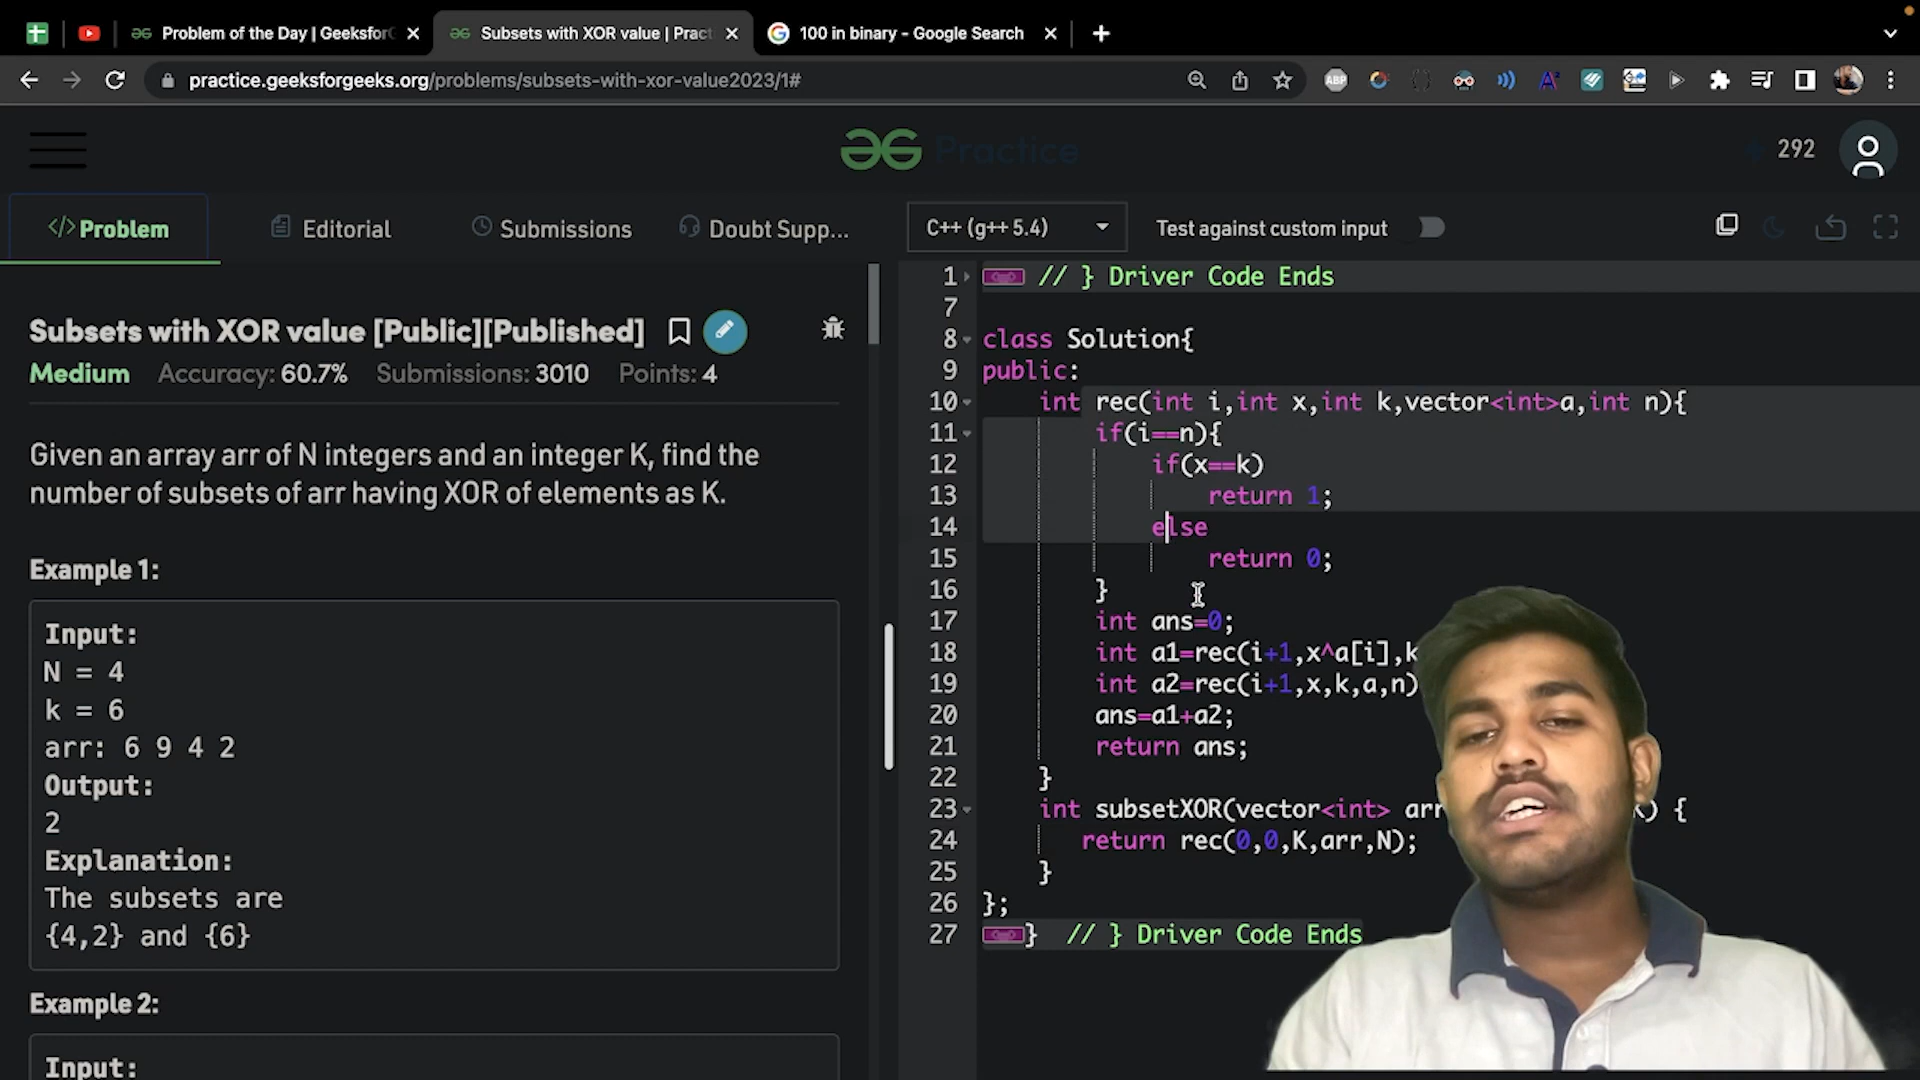 Problem of the Day | Geeksfor
Subsets with XOR value | Pract
100 in binary - Google Search
practice.geeksforgeeks.org/problems/subsets-with-xor-value2023/1#
ABP
Practice
292
</>Problem
Editorial
Submissions
Doubt Supp...
C++ (g++ 5.4)
Test against custom input
Subsets with XOR value [Public][Published]
Medium Accuracy: 60.7% Submissions: 3010 Points: 4
Given an array arr of N integers and an integer K, find the
number of subsets of arr having XOR of elements as K.
Example 1:
Input:
N = 4
k = 6
arr: 6 9 4 2
Output:
2
Explanation:
The subsets are
{4,2} and {6}
Example 2:
Input:
1 // } Driver Code Ends
7
8 class Solution{
9 public:
10 int rec(int i,int x,int k,vector<int>a,int n){
11 if(i==n){
12 if(x==k)
13 return 1;
14 else
15 return 0;
16 }
17 int ans=0;
18 int a1=rec(i+1,x^a[i],k
19 int a2=rec(i+1,x,k,a,n)
20 ans=a1+a2;
21 return ans;
22 }
23 int subsetXOR(vector<int> arr K) {
24 return rec(0,0,K,arr,N);
25 }
26 };
27 } // } Driver Code Ends